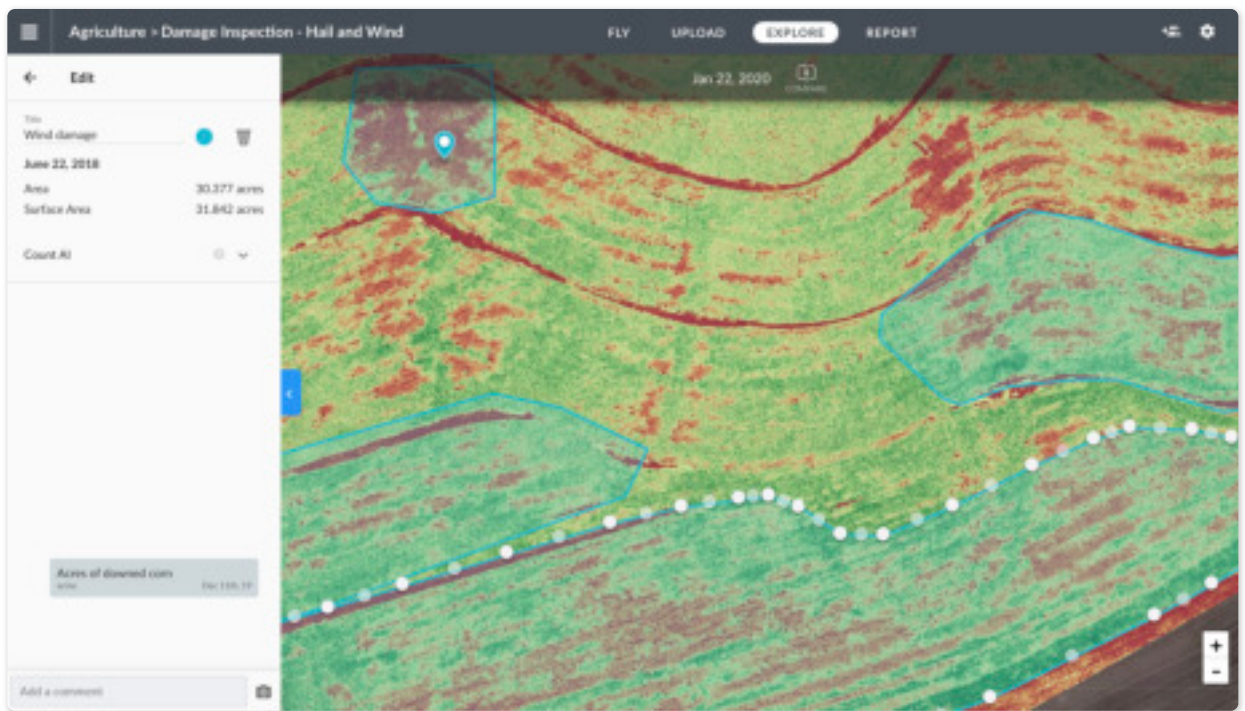 Agriculture > Damage Inspection - Hail and Wind
FLY UPLOAD EXPLORE REPORT
Edit
Jan 22, 2020
COMPARE
Title
Wind damage
June 22, 2018
Area 30.377 acres
Surface Area 31.842 acres
Count AI
Acres of downed corn
Add a comment
+
-